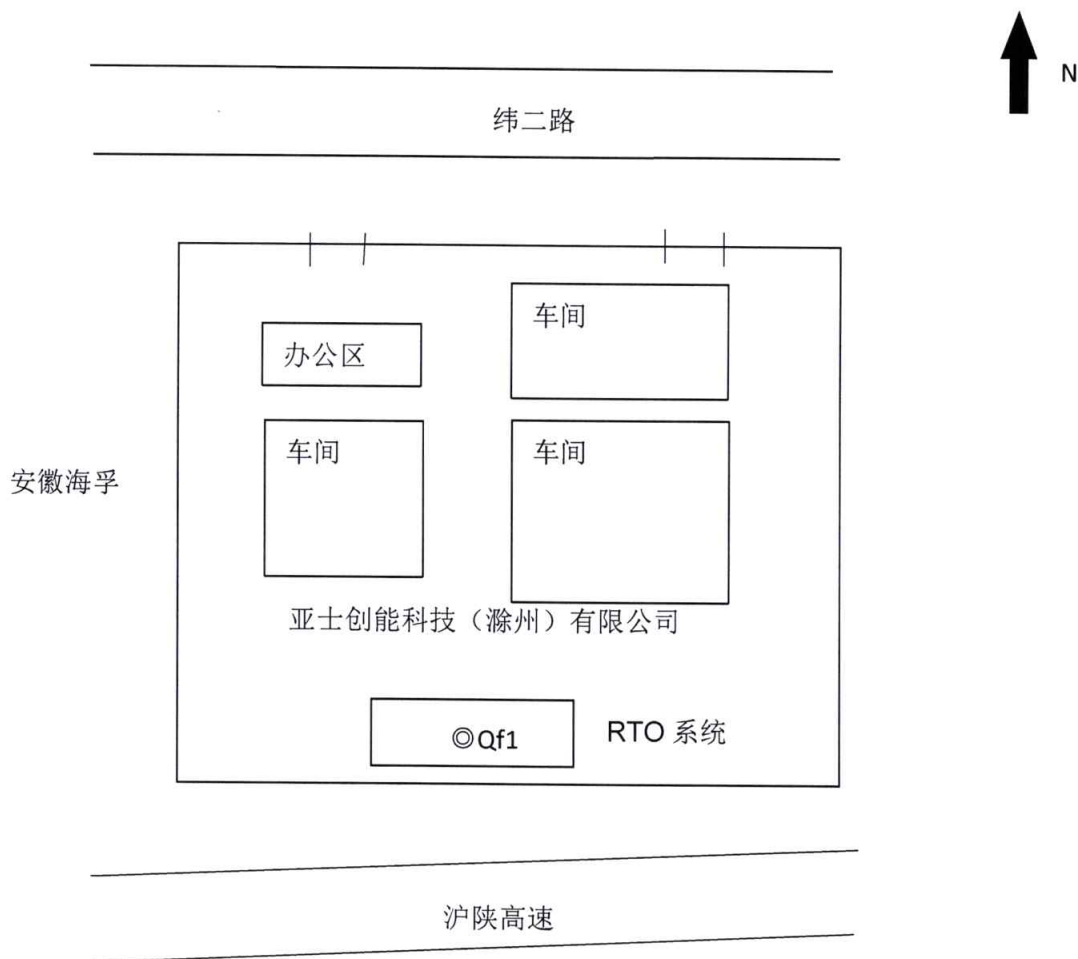 N
纬二路
车间
办公区
车间
车间
安徽海孚
亚士创能科技（滁州）有限公司
◎Qf1
RTO 系统
沪陕高速